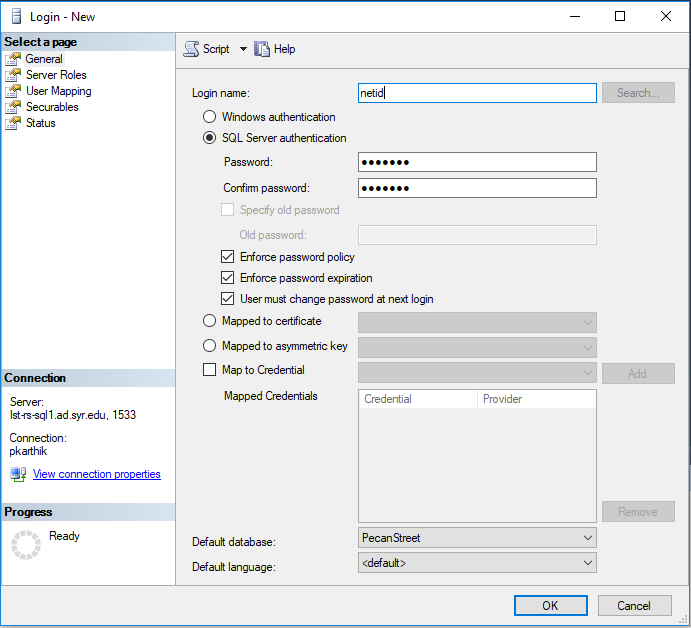 Login - New
Select a page
General
Server Roles
User Mapping
Securables
Status
Script
Help
Login name:
netid
Search...
Windows authentication
SQL Server authentication
Password:
●●●●●●●
Confirm password:
●●●●●●●
Specify old password
Old password:
Enforce password policy
Enforce password expiration
User must change password at next login
Mapped to certificate
Mapped to asymmetric key
Map to Credential
Add
Mapped Credentials
Credential Provider
Remove
Default database:
PecanStreet
Default language:
<default>
Connection
Server:
lst-rs-sql1.ad.syr.edu, 1533
Connection:
pkarthik
View connection properties
Progress
Ready
OK
Cancel